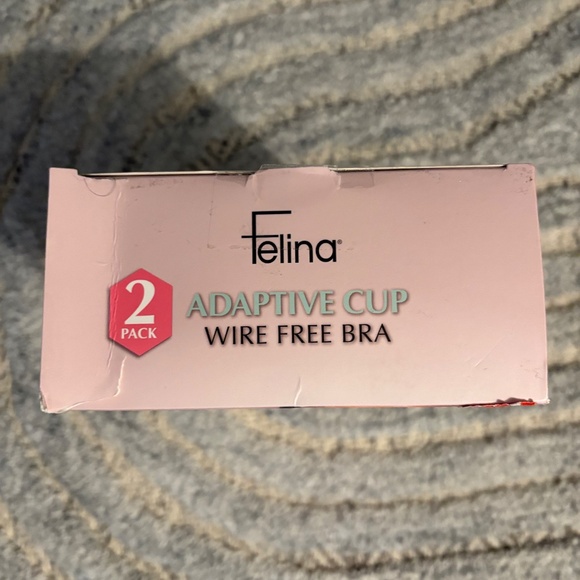 Felina®
2
PACK
ADAPTIVE CUP
WIRE FREE BRA